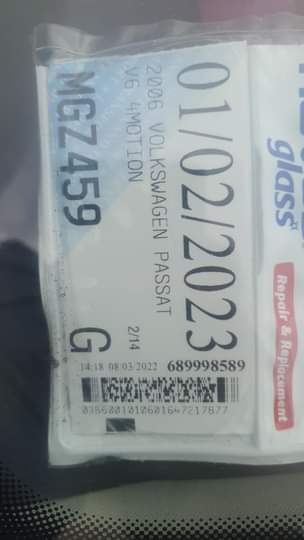 01/02/2023
2006 VOLKSWAGEN PASSAT
V6 4MOTION
2/14
MGZ459
G
14:18 08/03/2022 689998589
0386001010601647217877
glass
Repair & Replacement